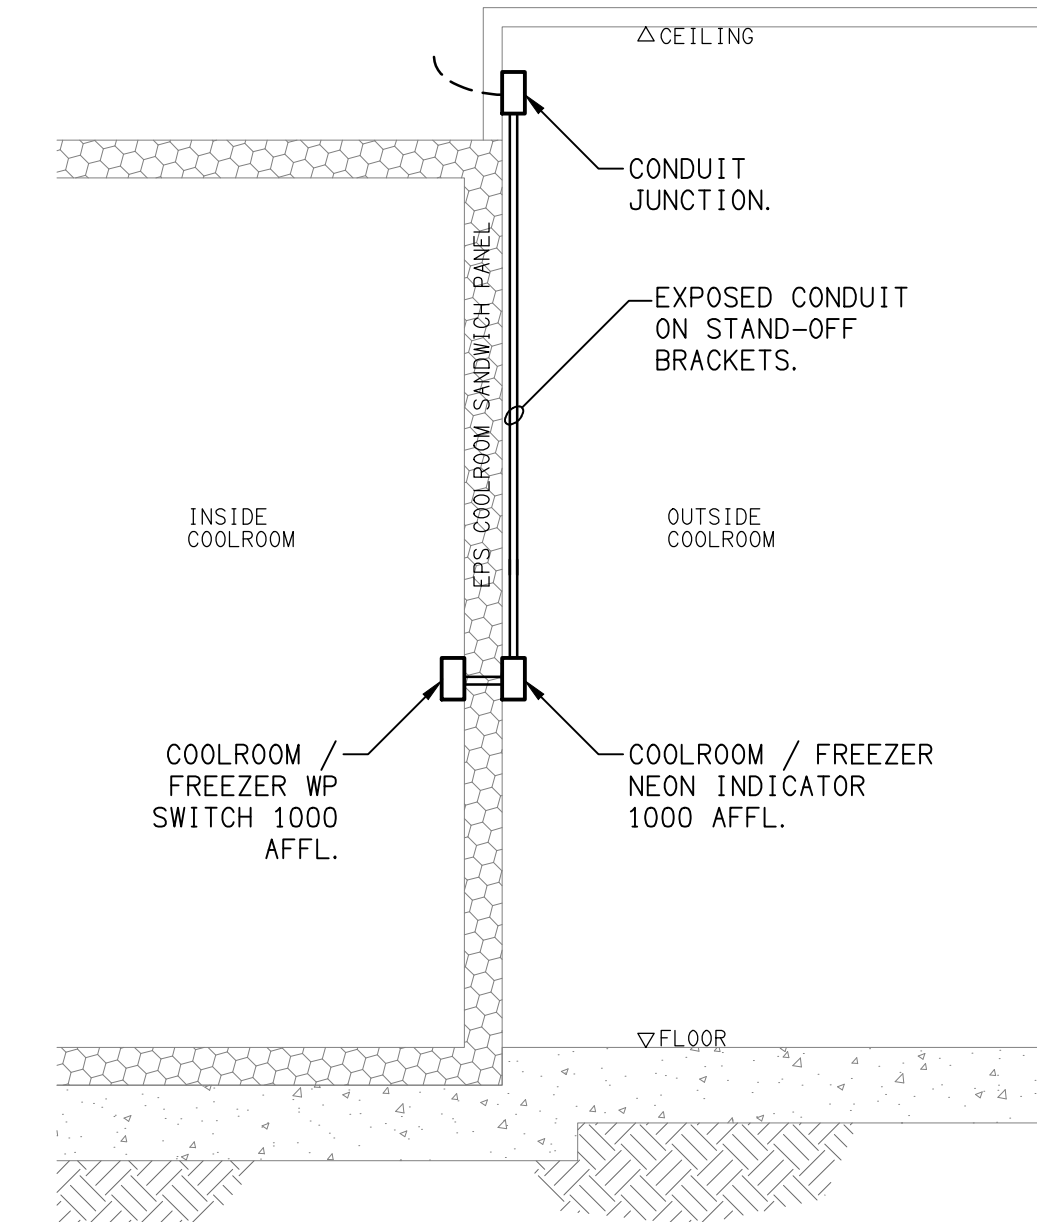 CEILING
CONDUIT
JUNCTION.
EXPOSED CONDUIT
ON STAND-OFF
BRACKETS.
EPS COOLROOM SANDWICH PANEL
INSIDE
COOLROOM
OUTSIDE
COOLROOM
COOLROOM /
FREEZER WP
SWITCH 1000
AFFL.
COOLROOM / FREEZER
NEON INDICATOR
1000 AFFL.
FLOOR